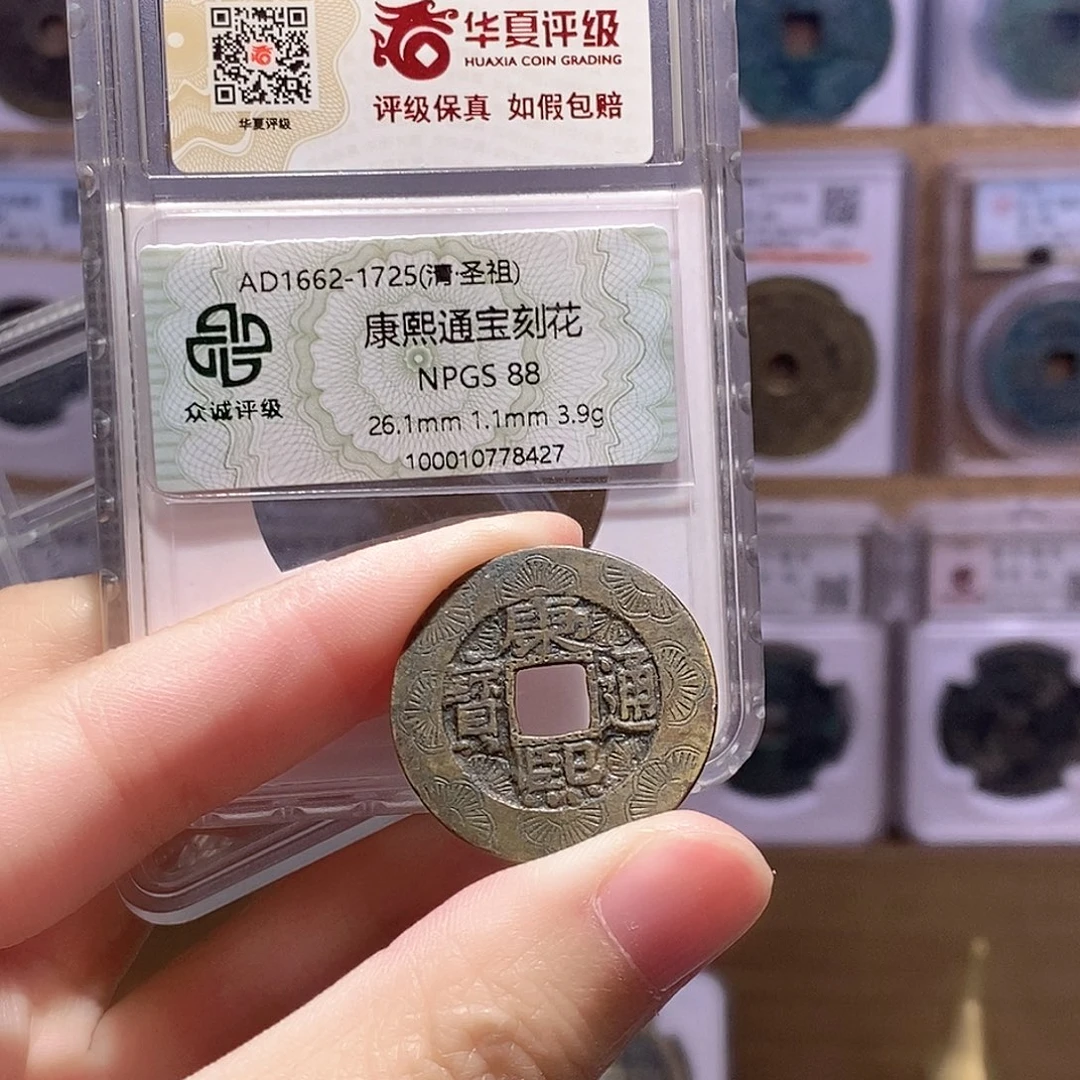 华夏评级
HUAXIA COIN GRADING
评级保真 如假包赔
华夏评级
AD1662-1725(清·圣祖)
康熙通宝刻花
NPGS 88
26.1mm 1.1mm 3.9g
100010778427
众诚评级
康熙通寶